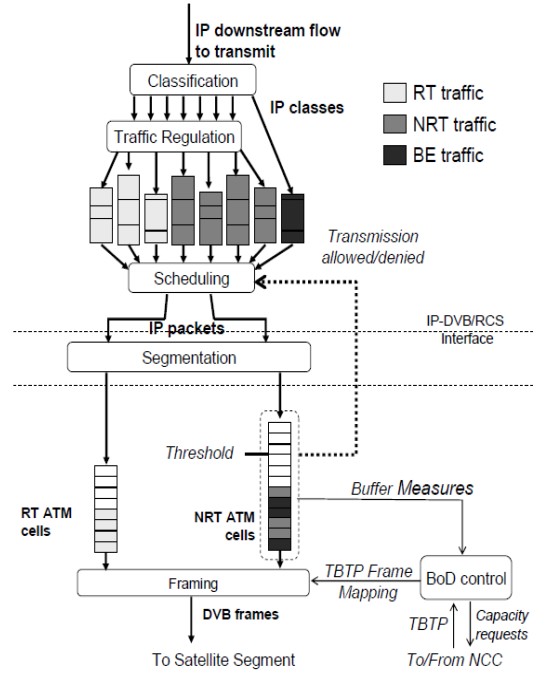 IP downstream flow
to transmit
Classification
RT traffic
NRT traffic
BE traffic
IP classes
Traffic Regulation
Transmission
allowed/denied
Scheduling
IP packets
IP-DVB/RCS
Interface
Segmentation
Threshold
RT ATM
cells
NRT ATM
cells
Buffer Measures
Framing
TBTP Frame
Mapping
BoD control
DVB frames
TBTP
Capacity
requests
To Satellite Segment
To/From NCC